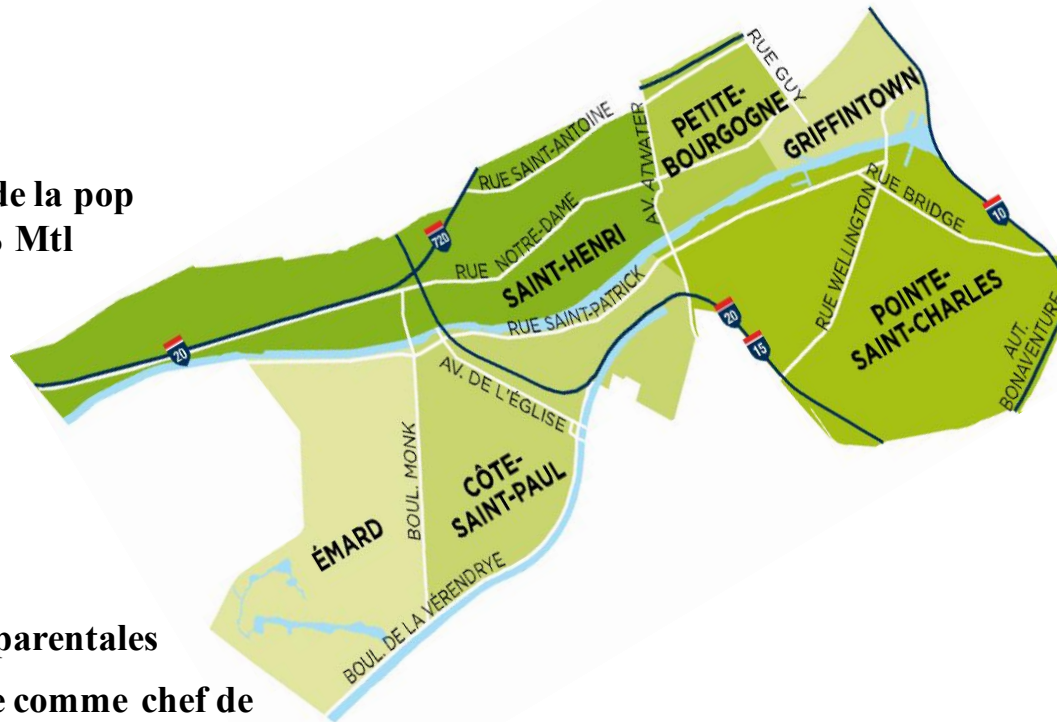 de la pop
Mtl
RUE GUY
PETITE-
BOURGOGNE
GRIFFINTOWN
RUE SAINT-ANTOINE
AV. ATWATER
RUE BRIDGE
10
720
RUE NOTRE-DAME
SAINT-HENRI
RUE WELLINGTON
RUE SAINT-PATRICK
POINTE-
SAINT-CHARLES
20
20
15
AUT.
BONAVENTURE
AV. DE L'ÉGLISE
BOUL. MONK
CÔTE-
SAINT-PAUL
ÉMARD
BOUL. DE LA VÉRENDRYE
parentales
comme chef de